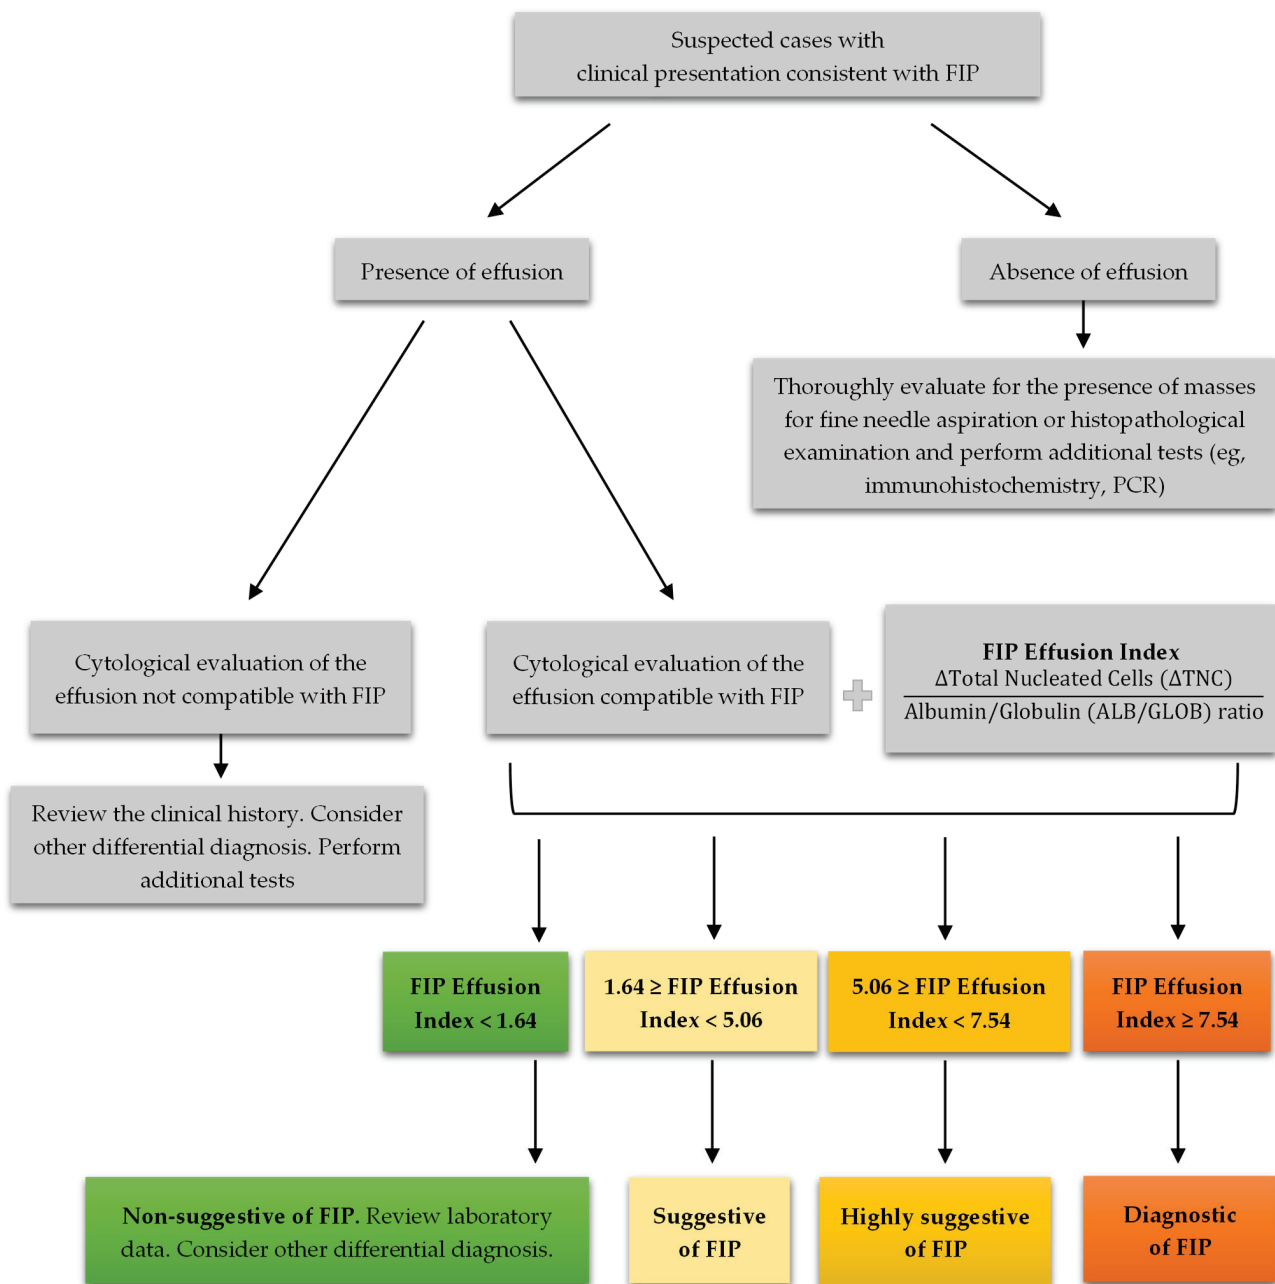 Suspected cases with
clinical presentation consistent with FIP
Presence of effusion
Absence of effusion
Thoroughly evaluate for the presence of masses
for fine needle aspiration or histopathological
examination and perform additional tests (eg,
immunohistochemistry, PCR)
Cytological evaluation of the
effusion not compatible with FIP
Cytological evaluation of the
effusion compatible with FIP
FIP Effusion Index
ΔTotal Nucleated Cells (ΔTNC)
Albumin/Globulin (ALB/GLOB) ratio
Review the clinical history. Consider
other differential diagnosis. Perform
additional tests
FIP Effusion
Index < 1.64
1.64 ≥ FIP Effusion
Index < 5.06
5.06 ≥ FIP Effusion
Index < 7.54
FIP Effusion
Index ≥ 7.54
Non-suggestive of FIP. Review laboratory
data. Consider other differential diagnosis.
Suggestive
of FIP
Highly suggestive
of FIP
Diagnostic
of FIP